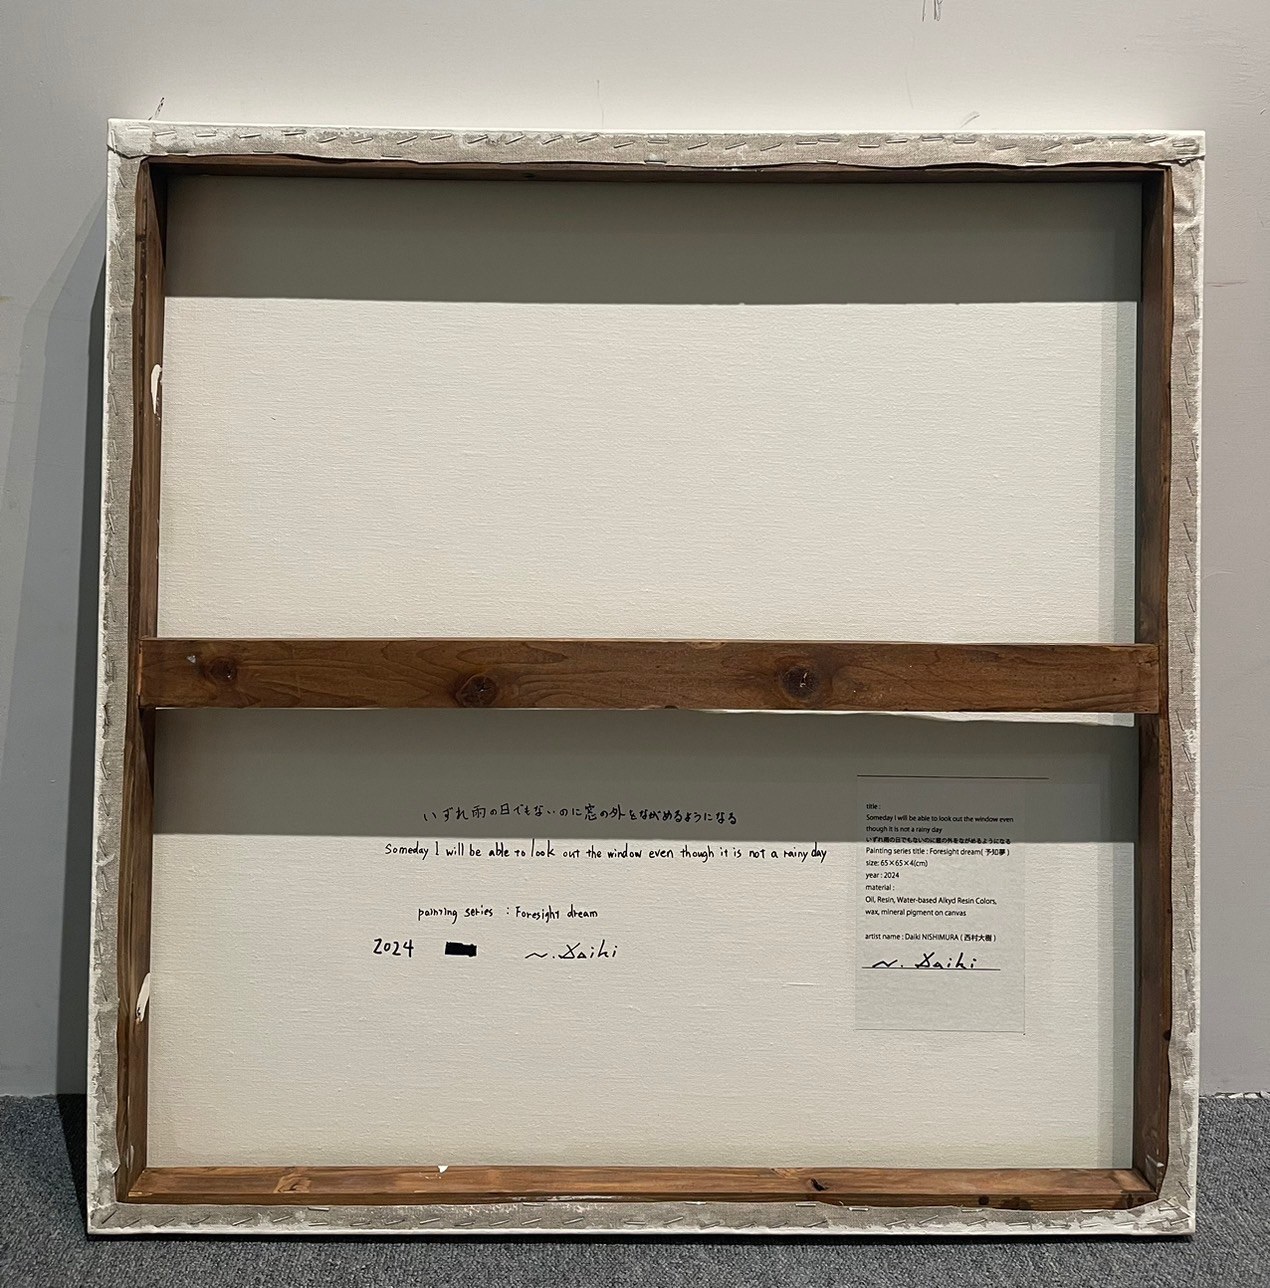 いずれ雨の日でもないのに窓の外をながめるようになる
Someday I will be able to look out the window even though it is not a rainy day
painting series : Foresight dream
2024 N. Daiki
title :
Someday I will be able to look out the window even
though it is not a rainy day
いずれ雨の日でもないのに窓の外をながめるようになる
Painting series title : Foresight dream( 予知夢 )
size: 65×65×4(cm)
year : 2024
material :
Oil, Resin, Water-based Alkyd Resin Colors,
wax, mineral pigment on canvas
artist name : Daiki NISHIMURA ( 西村大樹 )
N. Daiki